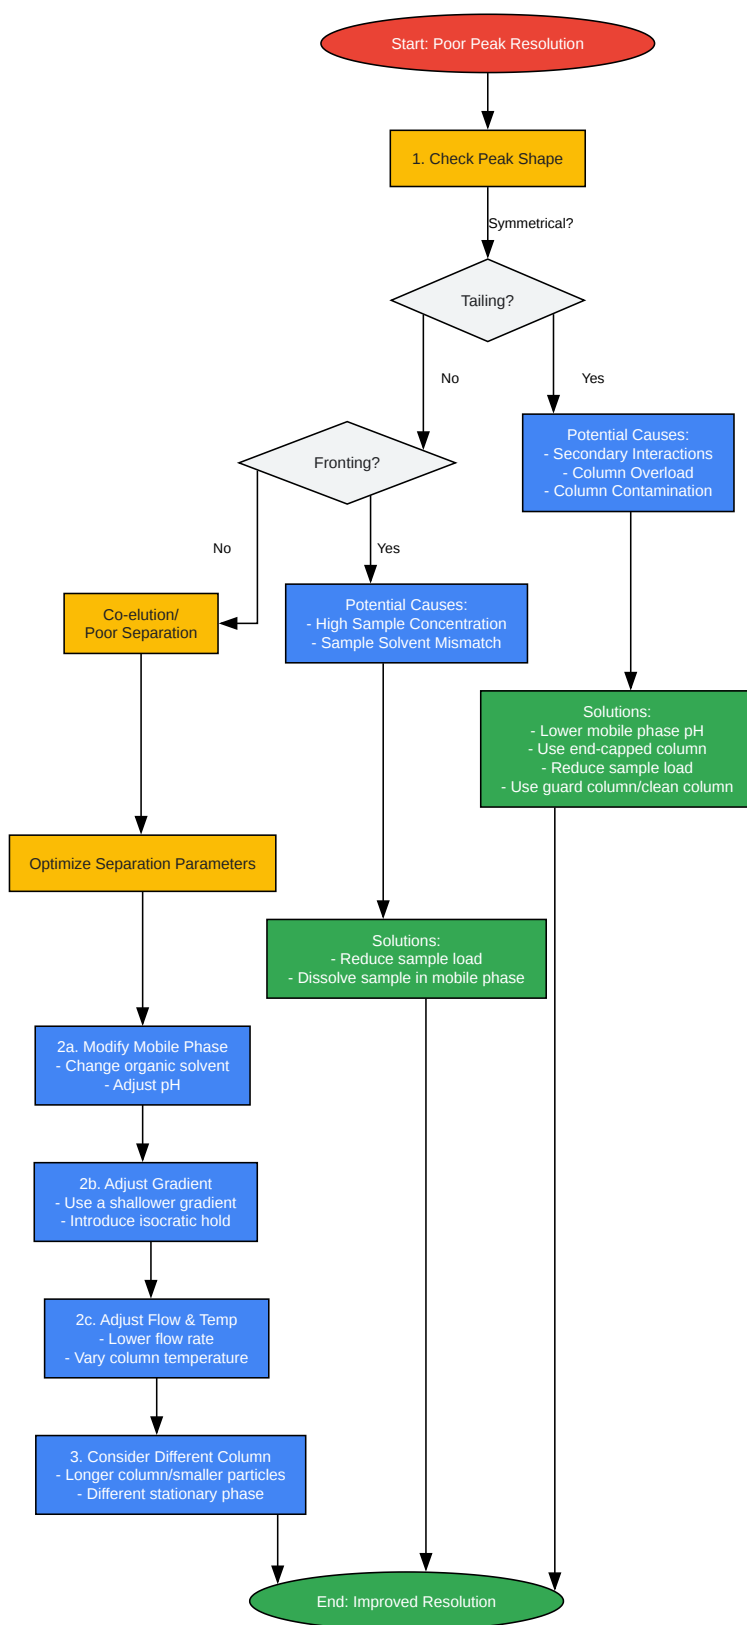 Start: Poor Peak Resolution
1. Check Peak Shape
Symmetrical?
Tailing?
No
Yes
Potential Causes:
- Secondary Interactions
- Column Overload
- Column Contamination
Fronting?
No
Yes
Co-elution/
Poor Separation
Potential Causes:
- High Sample Concentration
- Sample Solvent Mismatch
Solutions:
- Lower mobile phase pH
- Use end-capped column
- Reduce sample load
- Use guard column/clean column
Optimize Separation Parameters
Solutions:
- Reduce sample load
- Dissolve sample in mobile phase
2a. Modify Mobile Phase
- Change organic solvent
- Adjust pH
2b. Adjust Gradient
- Use a shallower gradient
- Introduce isocratic hold
2c. Adjust Flow & Temp
- Lower flow rate
- Vary column temperature
3. Consider Different Column
- Longer column/smaller particles
- Different stationary phase
End: Improved Resolution